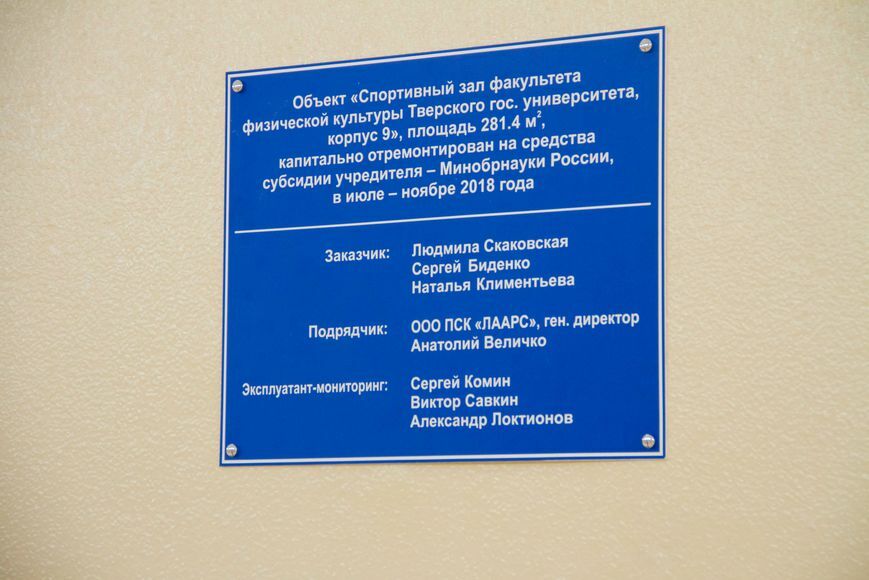 Объект «Спортивный зал факультета
физической культуры Тверского гос. университета,
корпус 9», площадь 281.4 м²,
капитально отремонтирован на средства
субсидии учредителя – Минобрнауки России,
в июле – ноябре 2018 года
Заказчик: Людмила Скаковская
Сергей Биденко
Наталья Климентьева
Подрядчик: ООО ПСК «ЛААРС», ген. директор
Анатолий Величко
Эксплуатант-мониторинг: Сергей Комин
Виктор Савкин
Александр Локтионов